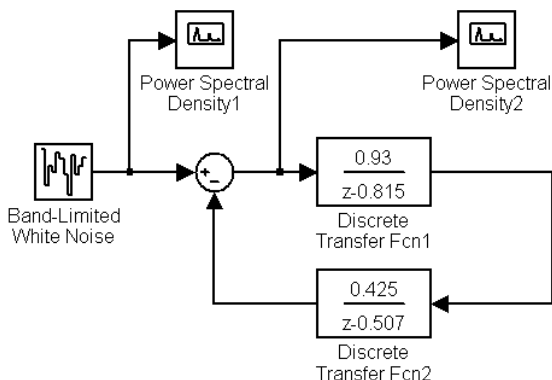 Power Spectral
Density1
Power Spectral
Density2
Band-Limited
White Noise
+
−
0.93
z-0.815
Discrete
Transfer Fcn1
0.425
z-0.507
Discrete
Transfer Fcn2